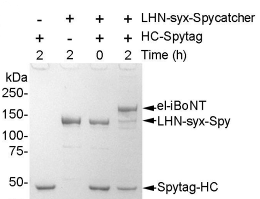 - + + + LHN-syx-Spycatcher
+ - + + HC-Spytag
2 2 0 2 Time (h)
kDa
250-
150-
100-
75-
50-
el-iBoNT
LHN-syx-Spy
Spytag-HC